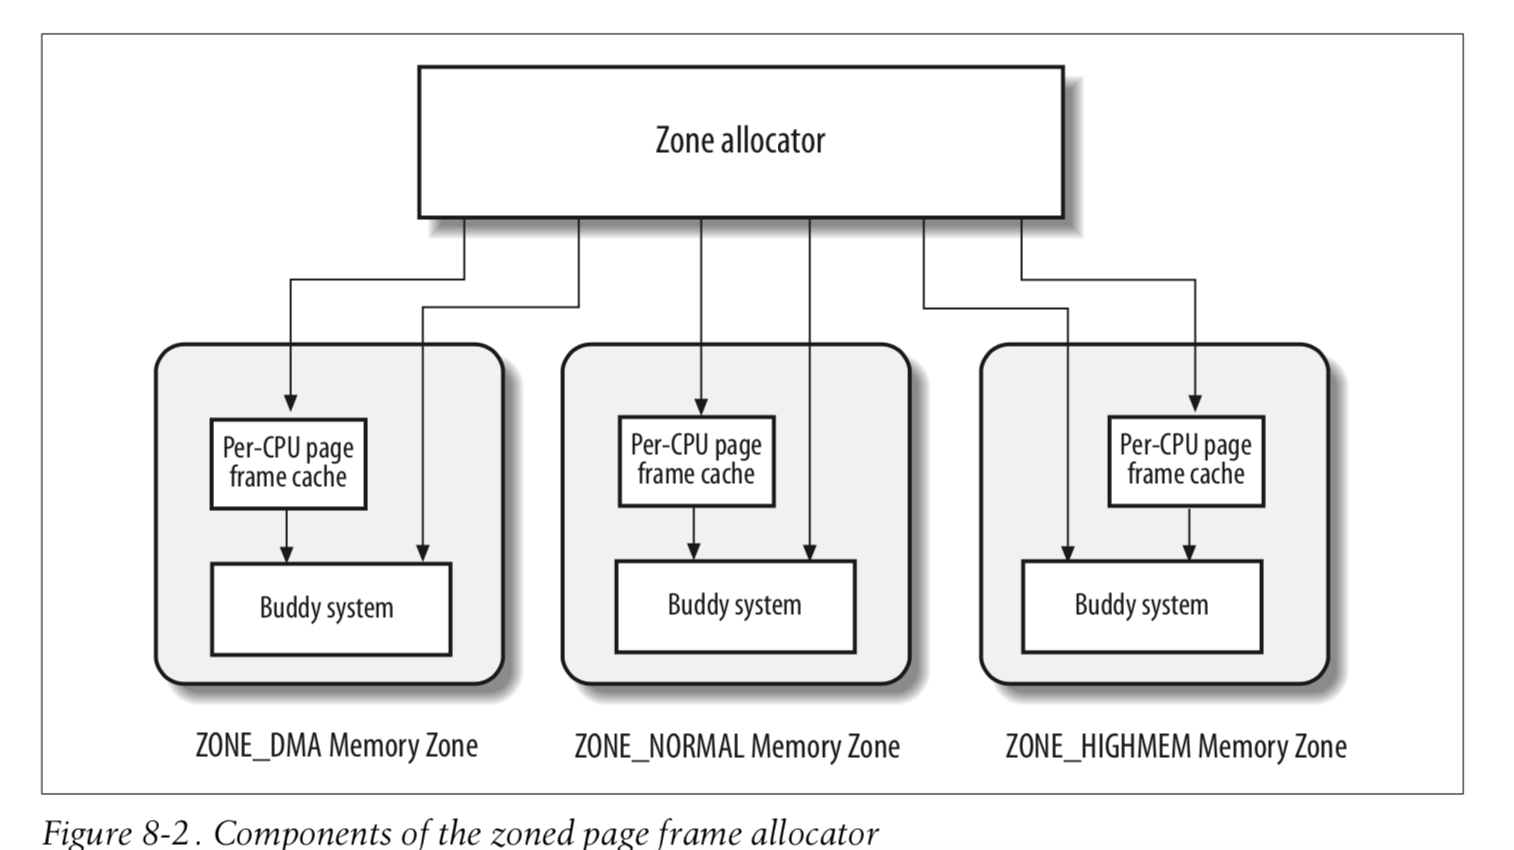 Zone allocator
Per-CPU page
frame cache
Per-CPU page
frame cache
Per-CPU page
frame cache
Buddy system
Buddy system
Buddy system
ZONE_DMA Memory Zone
ZONE_NORMAL Memory Zone
ZONE_HIGHMEM Memory Zone
Figure 8-2. Components of the zoned page frame allocator